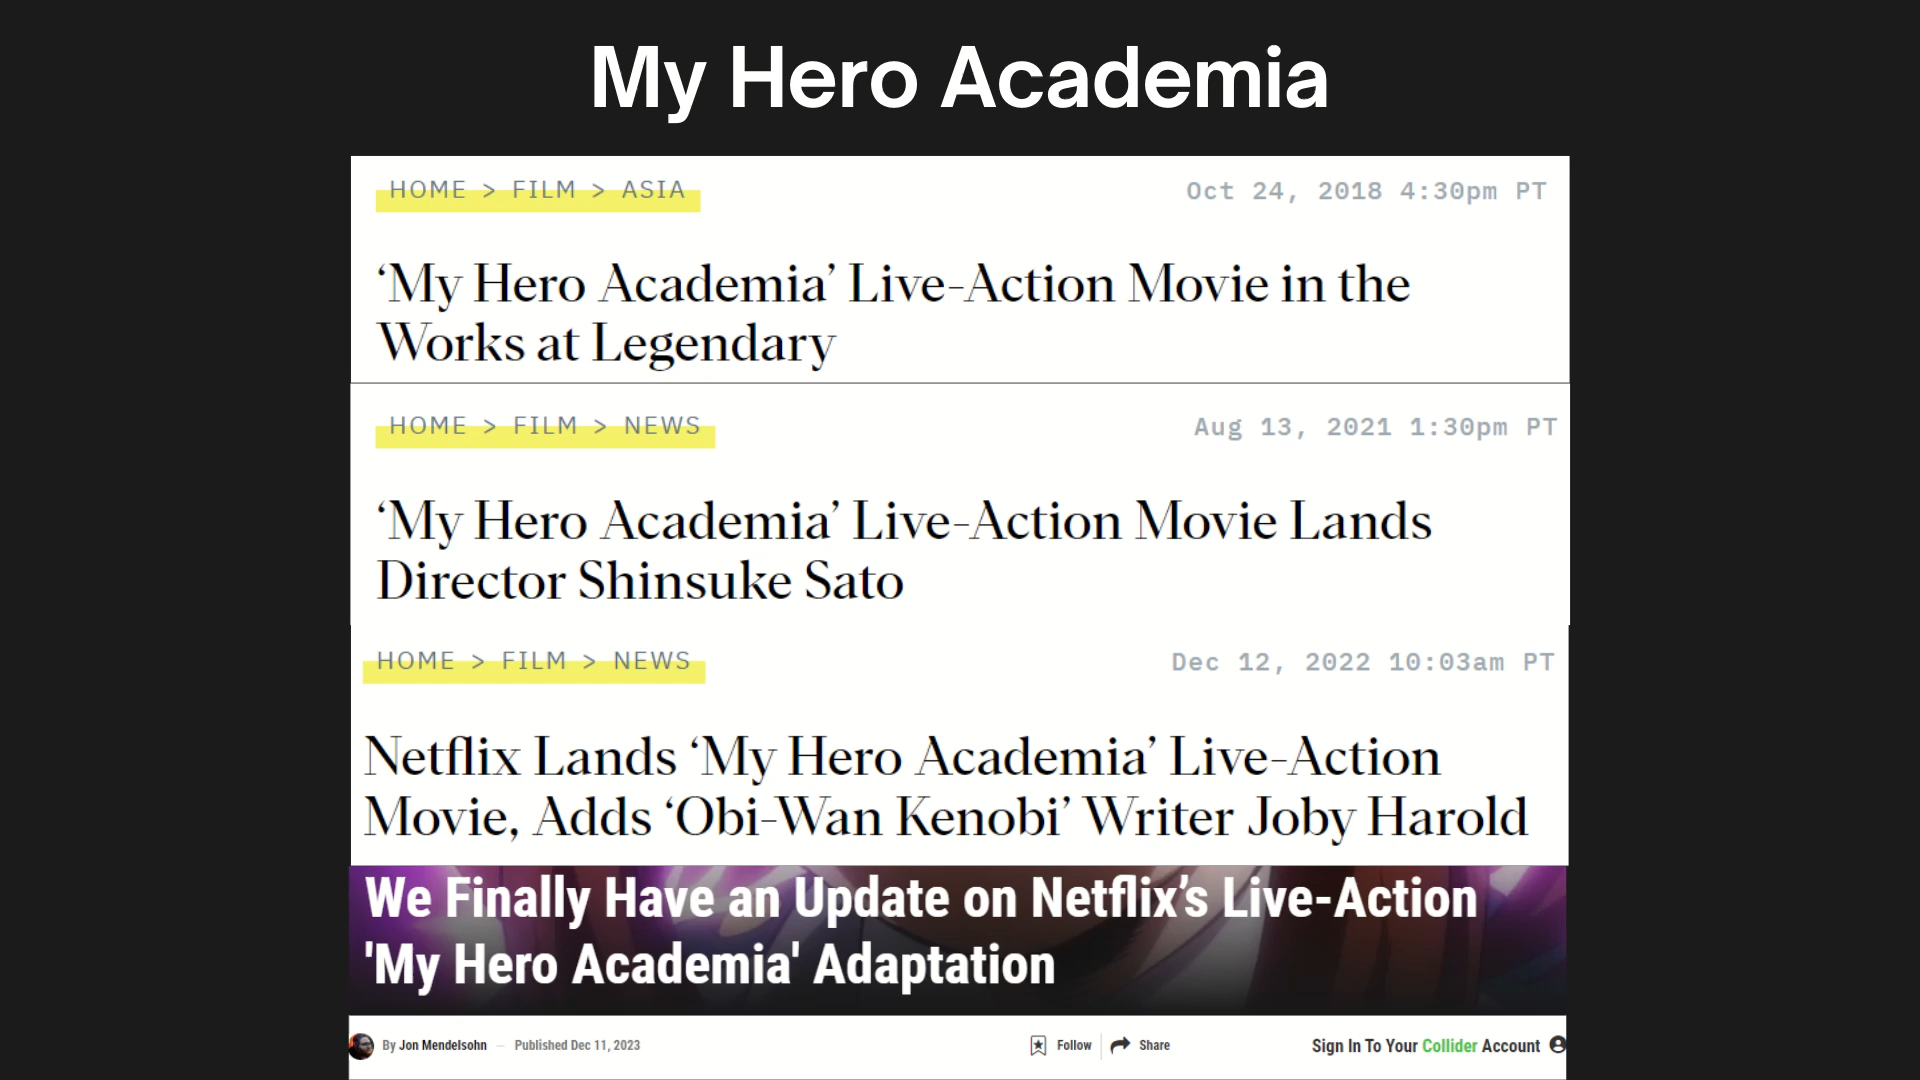 My Hero Academia
HOME > FILM > ASIA
Oct 24, 2018 4:30pm PT
‘My Hero Academia’ Live-Action Movie in the
Works at Legendary
HOME > FILM > NEWS
Aug 13, 2021 1:30pm PT
‘My Hero Academia’ Live-Action Movie Lands
Director Shinsuke Sato
HOME > FILM > NEWS
Dec 12, 2022 10:03am PT
Netflix Lands ‘My Hero Academia’ Live-Action
Movie, Adds ‘Obi-Wan Kenobi’ Writer Joby Harold
We Finally Have an Update on Netflix’s Live-Action
'My Hero Academia' Adaptation
By Jon Mendelsohn — Published Dec 11, 2023
Follow
Share
Sign In To Your Collider Account